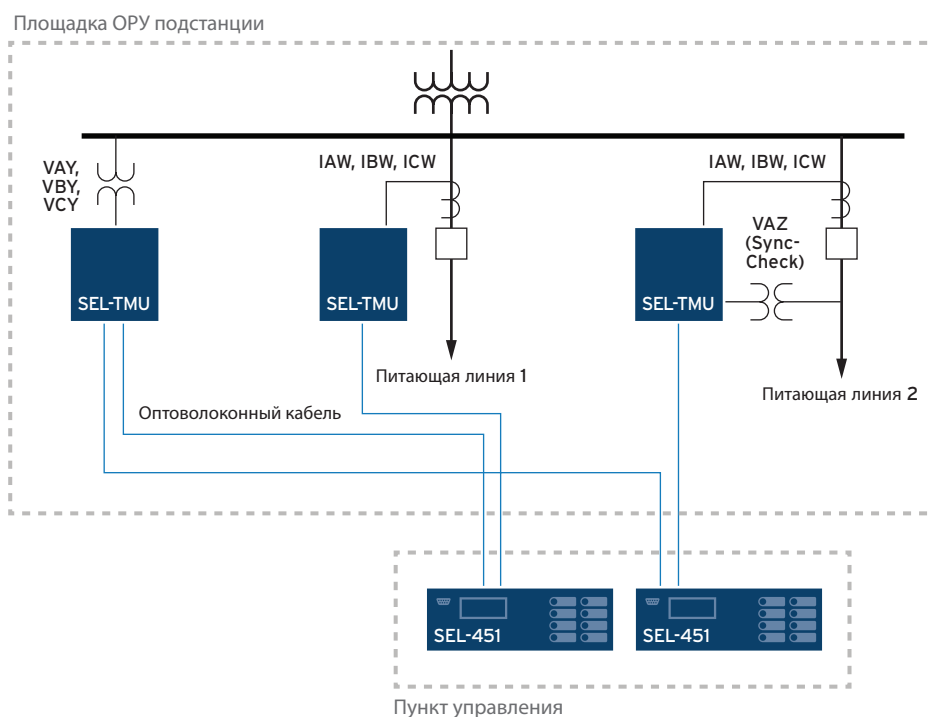 Площадка ОРУ подстанции
VAY,
VBY,
VCY
IAW, IBW, ICW
IAW, IBW, ICW
VAZ
(Sync-
Check)
SEL-TMU
SEL-TMU
SEL-TMU
Питающая линия 1
Питающая линия 2
Оптоволоконный кабель
SEL-451
SEL-451
Пункт управления